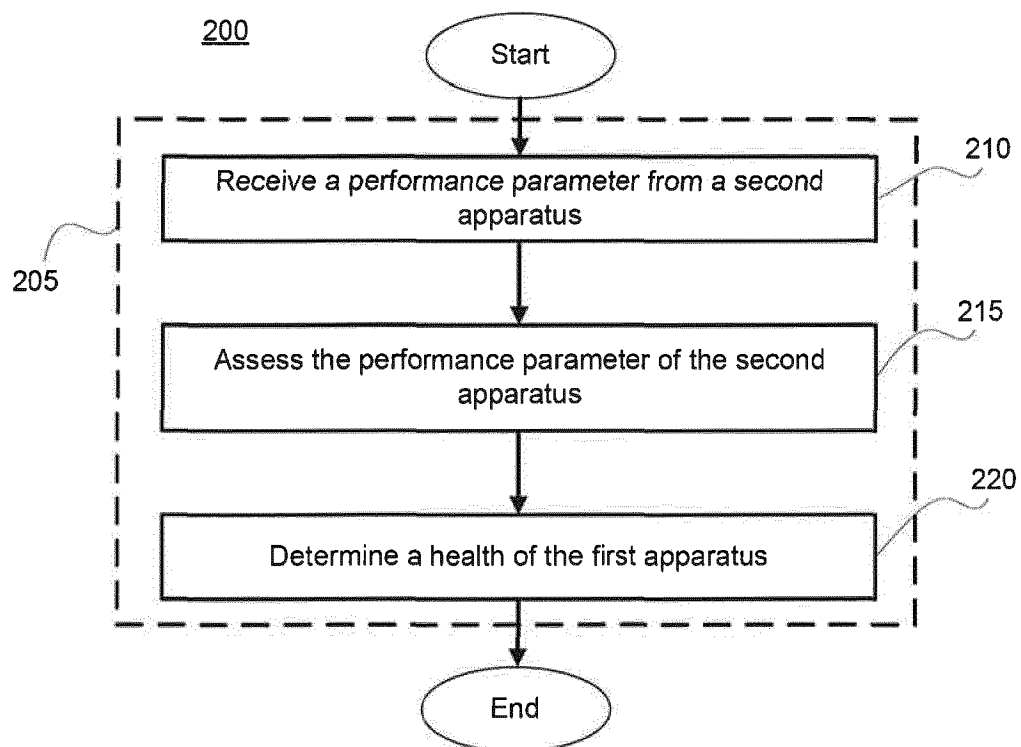 200
Start
Receive a performance parameter from a second
apparatus
210
205
Assess the performance parameter of the second
apparatus
215
Determine a health of the first apparatus
220
End